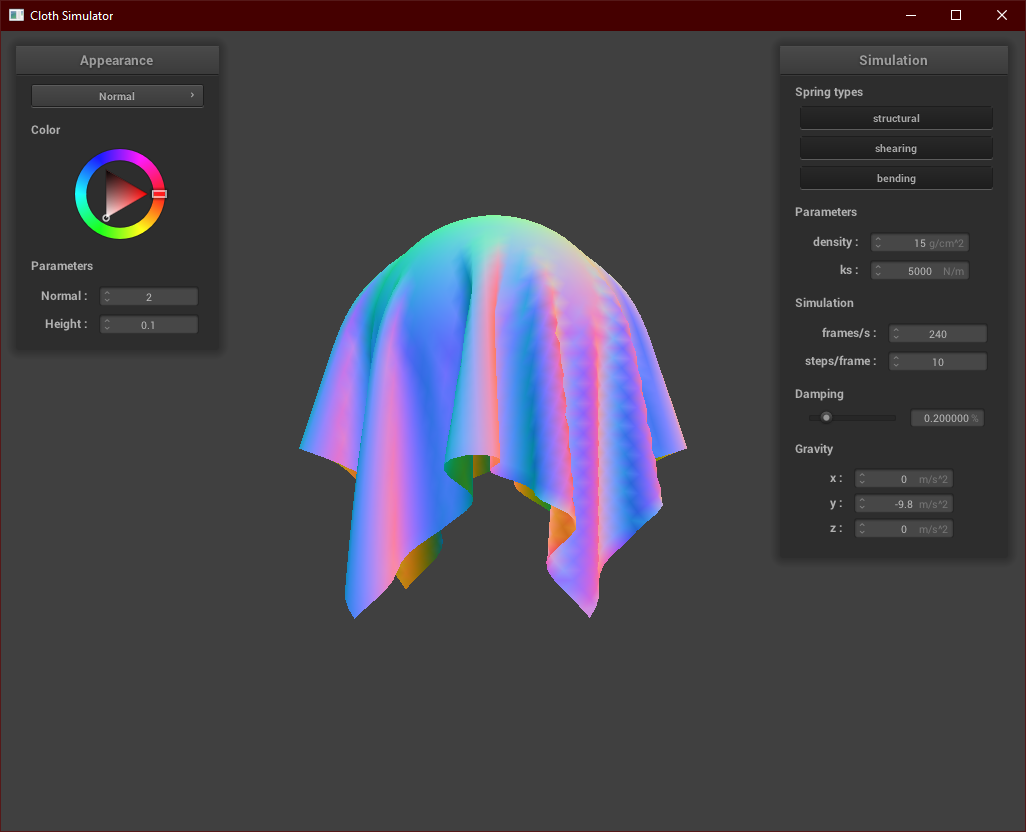 Cloth Simulator
Appearance
Normal
Color
Parameters
Normal : 2
Height : 0.1
Simulation
Spring types
structural
shearing
bending
Parameters
density : 15 g/cm^2
ks : 5000 N/m
Simulation
frames/s : 240
steps/frame : 10
Damping
0.200000 %
Gravity
x : 0 m/s^2
y : -9.8 m/s^2
z : 0 m/s^2